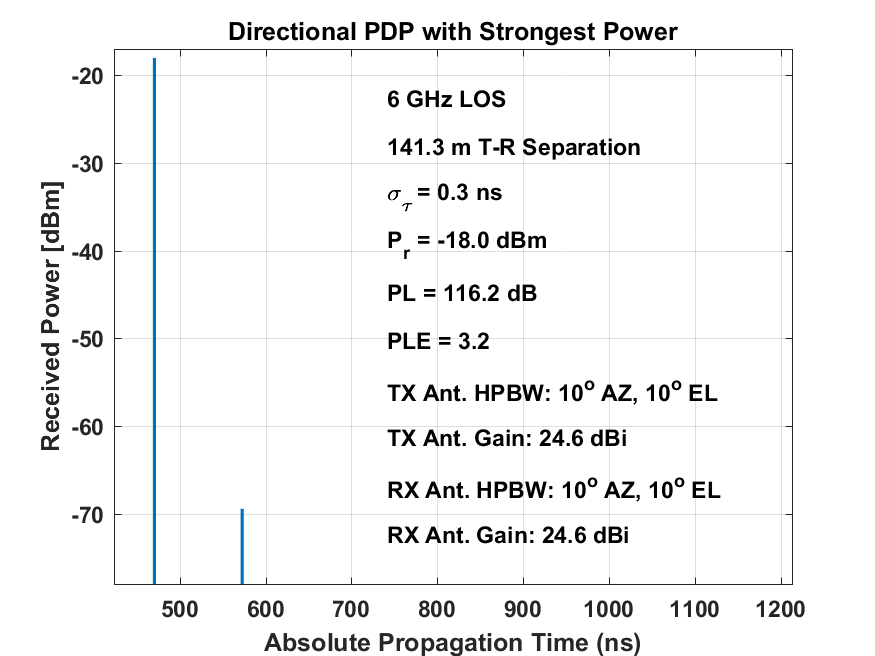 Directional PDP with Strongest Power
Received Power [dBm]
-20
-30
-40
-50
-60
-70
6 GHz LOS
141.3 m T-R Separation
σ_τ = 0.3 ns
P_r = -18.0 dBm
PL = 116.2 dB
PLE = 3.2
TX Ant. HPBW: 10° AZ, 10° EL
TX Ant. Gain: 24.6 dBi
RX Ant. HPBW: 10° AZ, 10° EL
RX Ant. Gain: 24.6 dBi
500 600 700 800 900 1000 1100 1200
Absolute Propagation Time (ns)